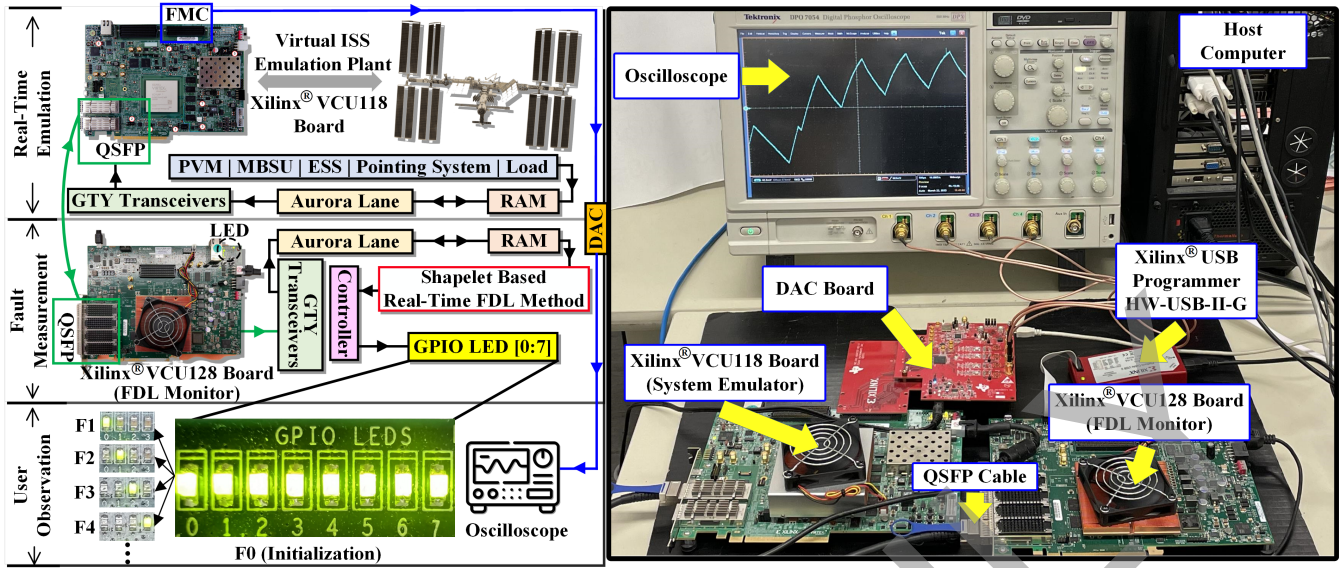 FMC
Real-Time
Emulation
Virtual ISS
Emulation Plant
Xilinx® VCU118
Board
QSFP
PVM | MBSU | ESS | Pointing System | Load
GTY Transceivers
Aurora Lane
RAM
DAC
Fault
Measurement
LED
Aurora Lane
RAM
GTY
Transceivers
Controller
Shapelet Based
Real-Time FDL Method
QSFP
GPIO LED [0:7]
Xilinx® VCU128 Board
(FDL Monitor)
User
Observation
F1
0 1 2 3
F2
F3
F4
GPIO LEDS
0 1 2 3 4 5 6 7
F0 (Initialization)
Oscilloscope
Tektronix DPO 7054 Digital Phosphor Oscilloscope
Oscilloscope
Host
Computer
DAC Board
Xilinx® USB
Programmer
HW-USB-II-G
Xilinx® VCU118 Board
(System Emulator)
XILINX
Xilinx® VCU128 Board
(FDL Monitor)
QSFP Cable